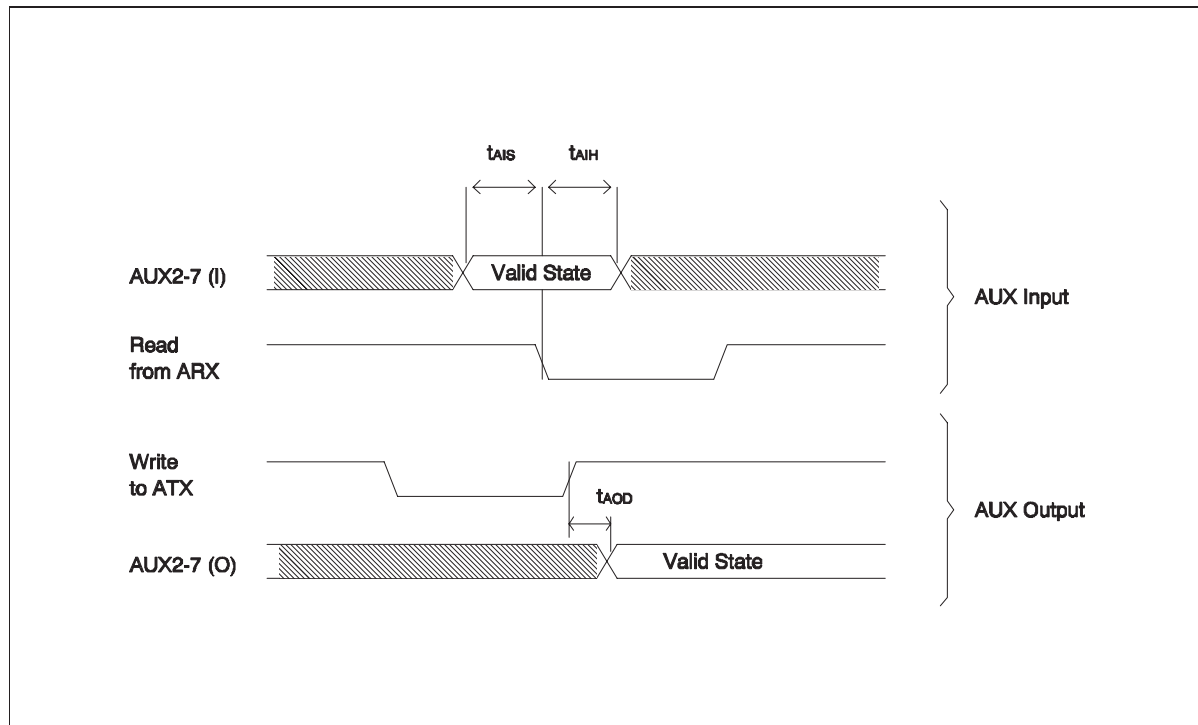 tAIS tAIH
AUX2-7 (I) Valid State
AUX Input
Read
from ARX
Write
to ATX
tAOD
AUX Output
AUX2-7 (O) Valid State